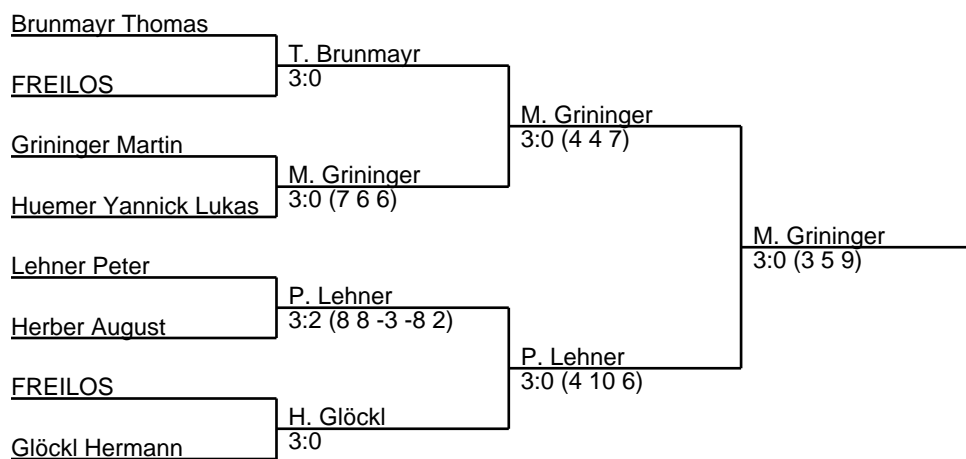 Brunmayr Thomas
T. Brunmayr
3:0
FREILOS
M. Grininger
3:0 (4 4 7)
Grininger Martin
M. Grininger
3:0 (7 6 6)
Huemer Yannick Lukas
M. Grininger
3:0 (3 5 9)
Lehner Peter
P. Lehner
3:2 (8 8 -3 -8 2)
Herber August
P. Lehner
3:0 (4 10 6)
FREILOS
H. Glöckl
3:0
Glöckl Hermann